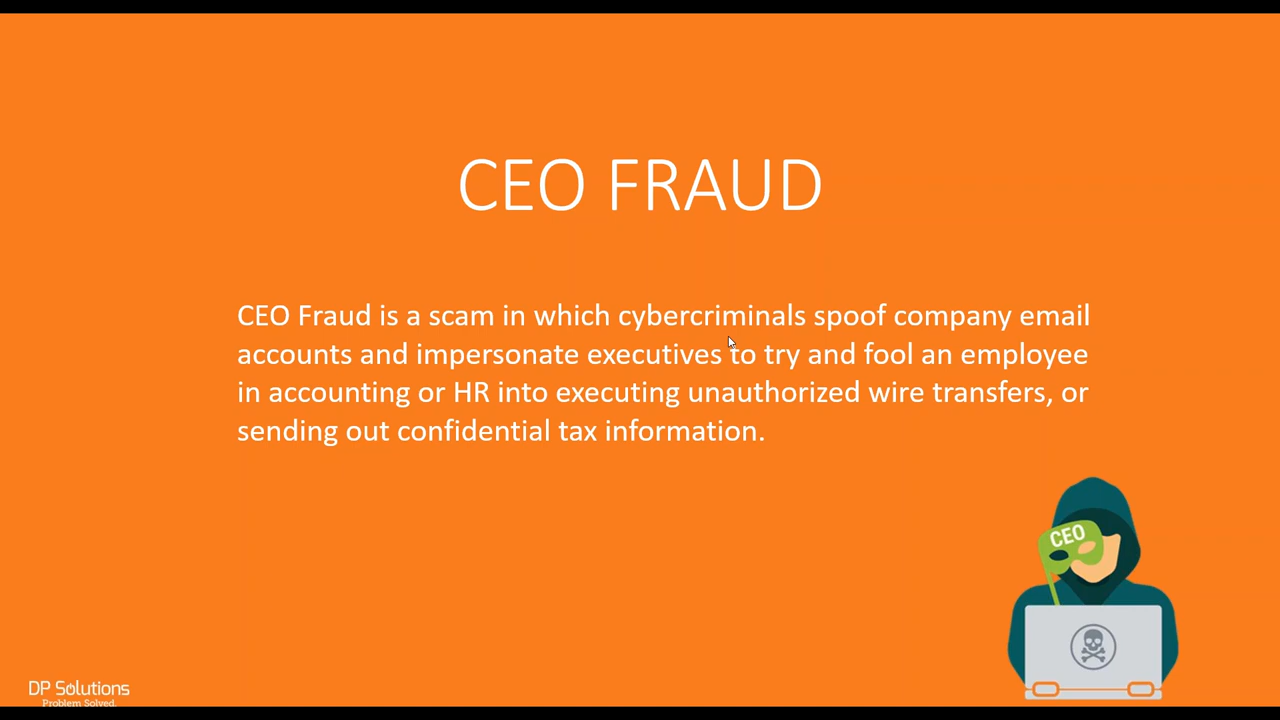 CEO FRAUD
CEO Fraud is a scam in which cybercriminals spoof company email
accounts and impersonate executives to try and fool an employee
in accounting or HR into executing unauthorized wire transfers, or
sending out confidential tax information.
CEO
DP Solutions
Problem Solved.